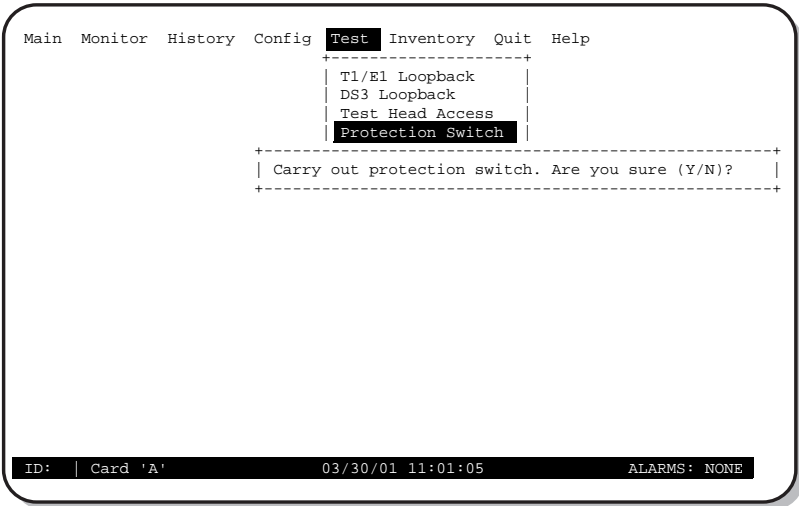 Main Monitor History Config Test Inventory Quit Help
T1/E1 Loopback
DS3 Loopback
Test Head Access
Protection Switch
Carry out protection switch. Are you sure (Y/N)?
ID: | Card 'A' 03/30/01 11:01:05 ALARMS: NONE